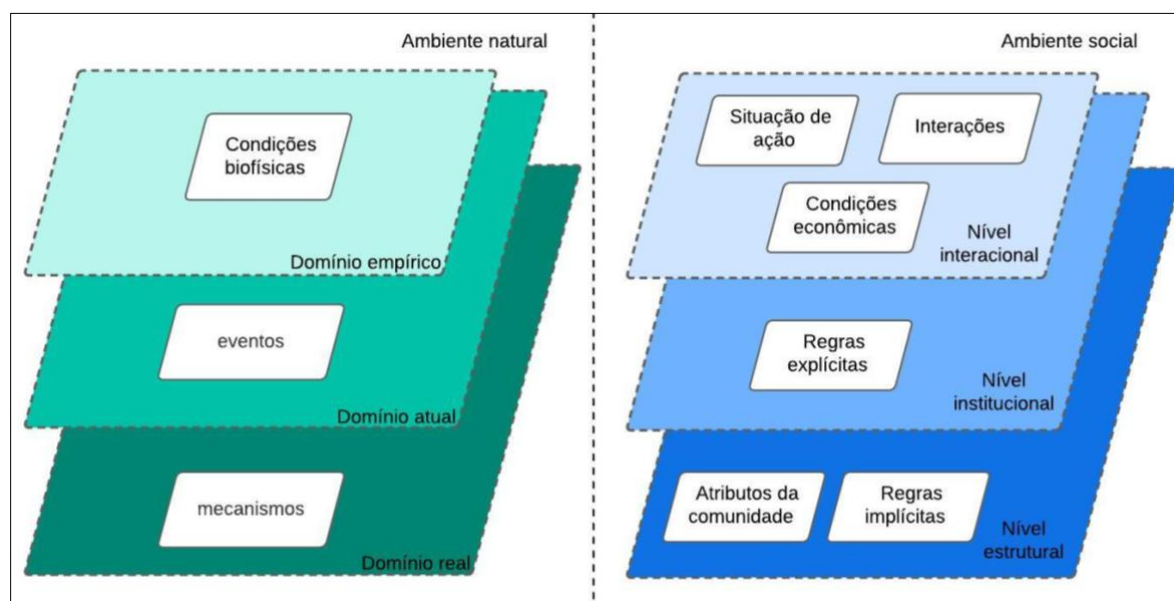 Ambiente natural
Condições
biofísicas
Domínio empírico
eventos
Domínio atual
mecanismos
Domínio real
Ambiente social
Situação de
ação
Interações
Condições
econômicas
Nível
interacional
Regras
explícitas
Nível
institucional
Atributos da
comunidade
Regras
implícitas
Nível
estrutural